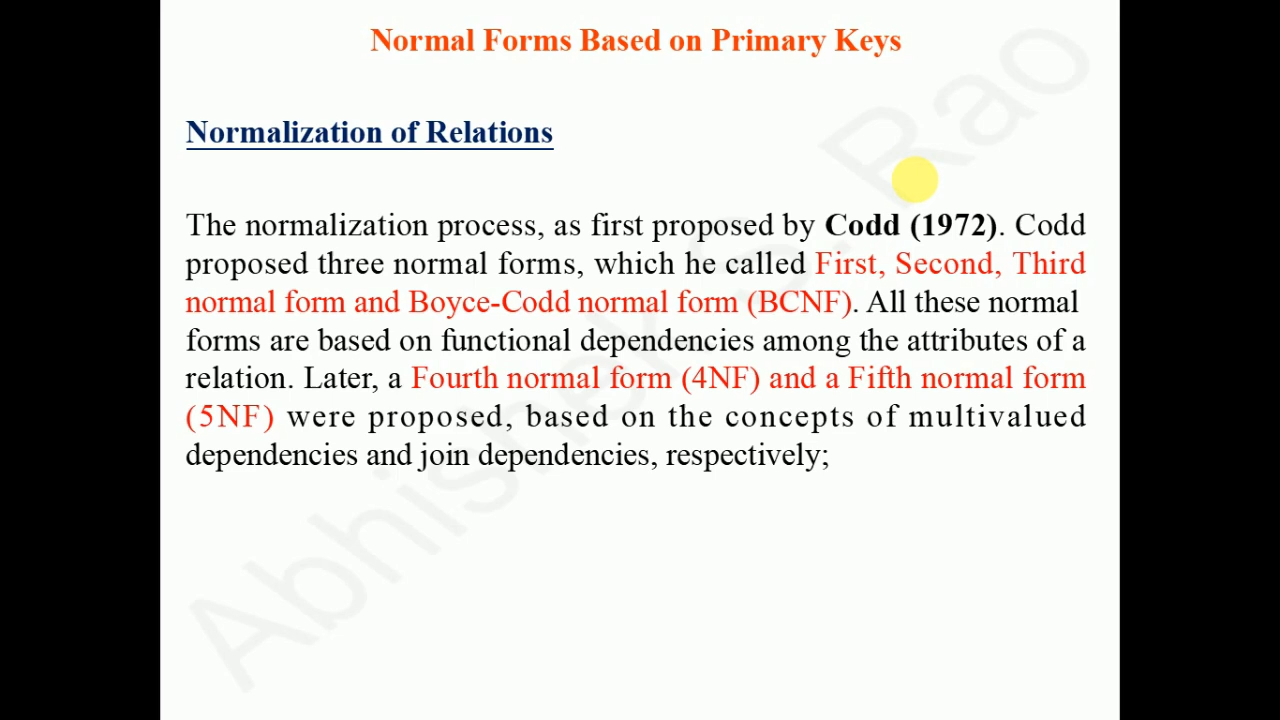 Normal Forms Based on Primary Keys
Normalization of Relations
The normalization process, as first proposed by Codd (1972). Codd
proposed three normal forms, which he called First, Second, Third
normal form and Boyce-Codd normal form (BCNF). All these normal
forms are based on functional dependencies among the attributes of a
relation. Later, a Fourth normal form (4NF) and a Fifth normal form
(5NF) were proposed, based on the concepts of multivalued
dependencies and join dependencies, respectively;